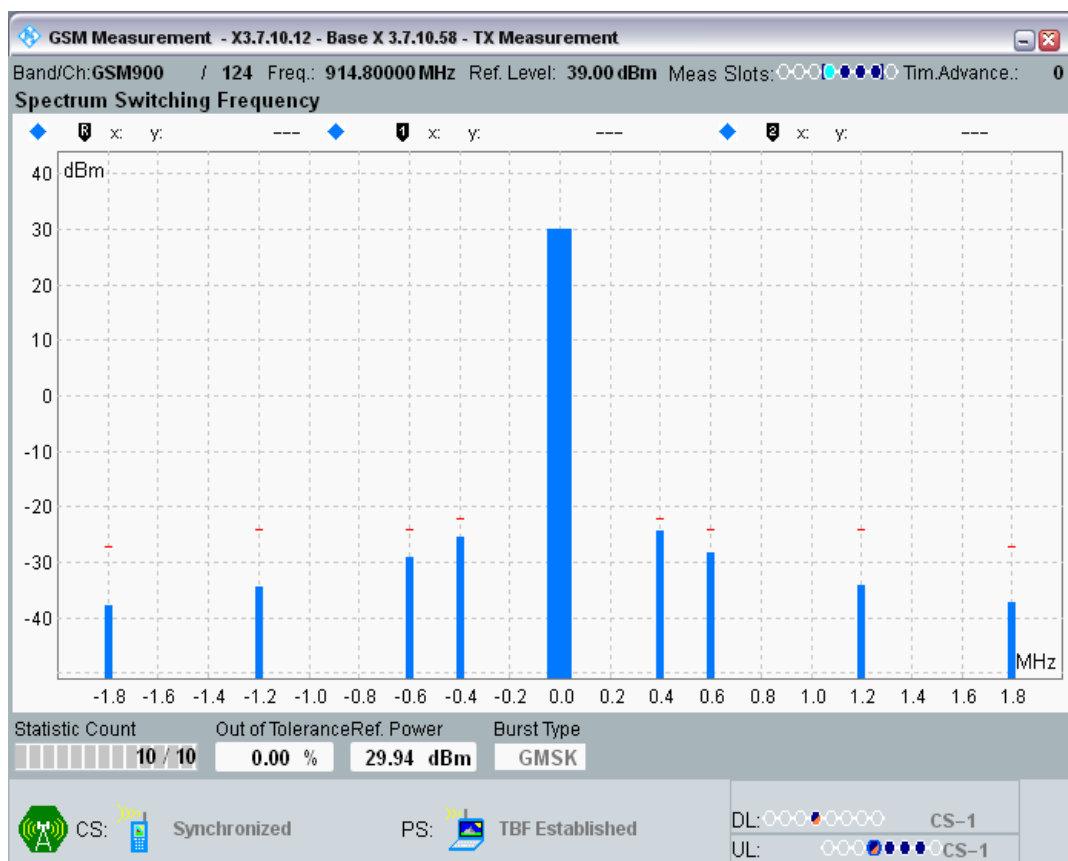 GSM Measurement - X3.7.10.12 - Base X 3.7.10.58 - TX Measurement
Band/Ch:GSM900 / 124 Freq.: 914.80000 MHz Ref. Level: 39.00 dBm Meas Slots: Tim.Advance.: 0
Spectrum Switching Frequency
R x: y: --- 1 x: y: --- 2 x: y: ---
40 dBm
30
20
10
0
-10
-20
-30
-40
MHz
-1.8 -1.6 -1.4 -1.2 -1.0 -0.8 -0.6 -0.4 -0.2 0.0 0.2 0.4 0.6 0.8 1.0 1.2 1.4 1.6 1.8
Statistic Count Out of Tolerance Ref. Power Burst Type
10 / 10 0.00 % 29.94 dBm GMSK
CS: Synchronized PS: TBF Established
DL: CS-1
UL: CS-1